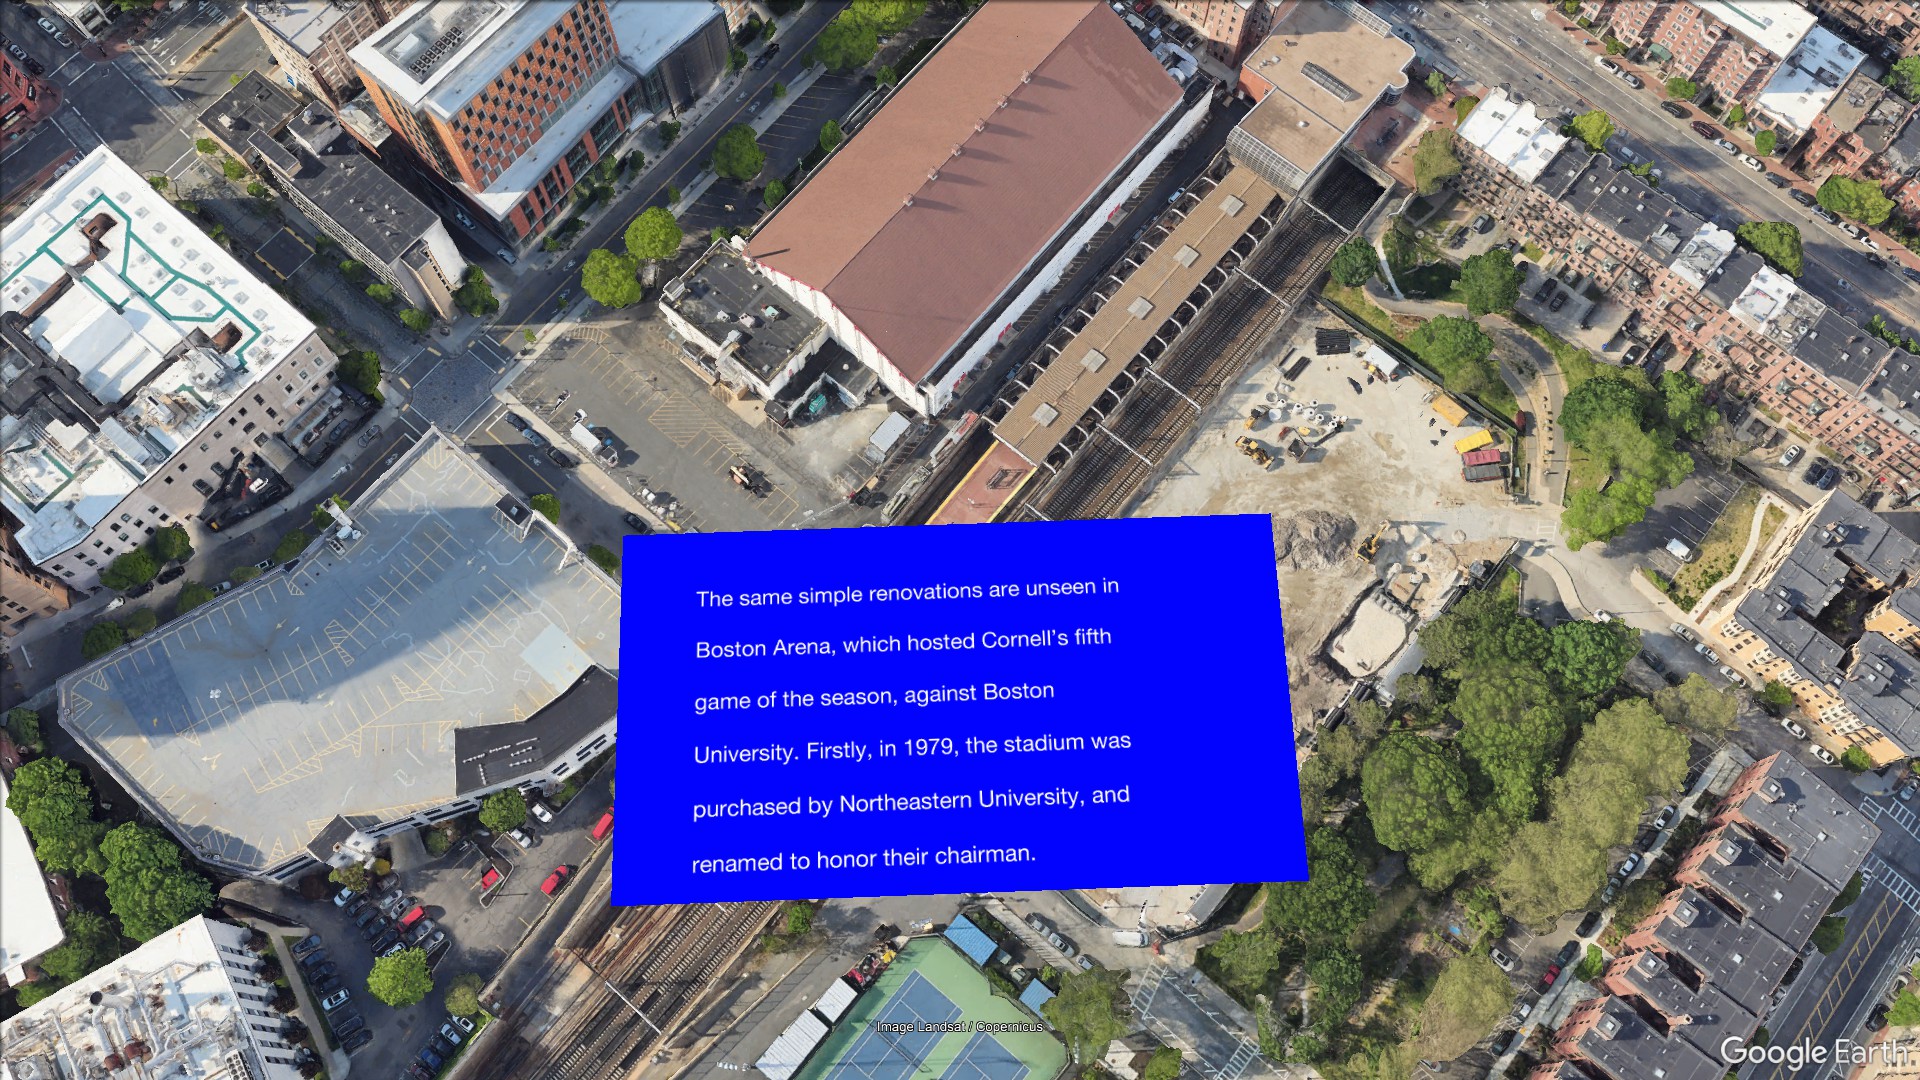 The same simple renovations are unseen in
Boston Arena, which hosted Cornell’s fifth
game of the season, against Boston
University. Firstly, in 1979, the stadium was
purchased by Northeastern University, and
renamed to honor their chairman.
Image Landsat / Copernicus
Google Earth